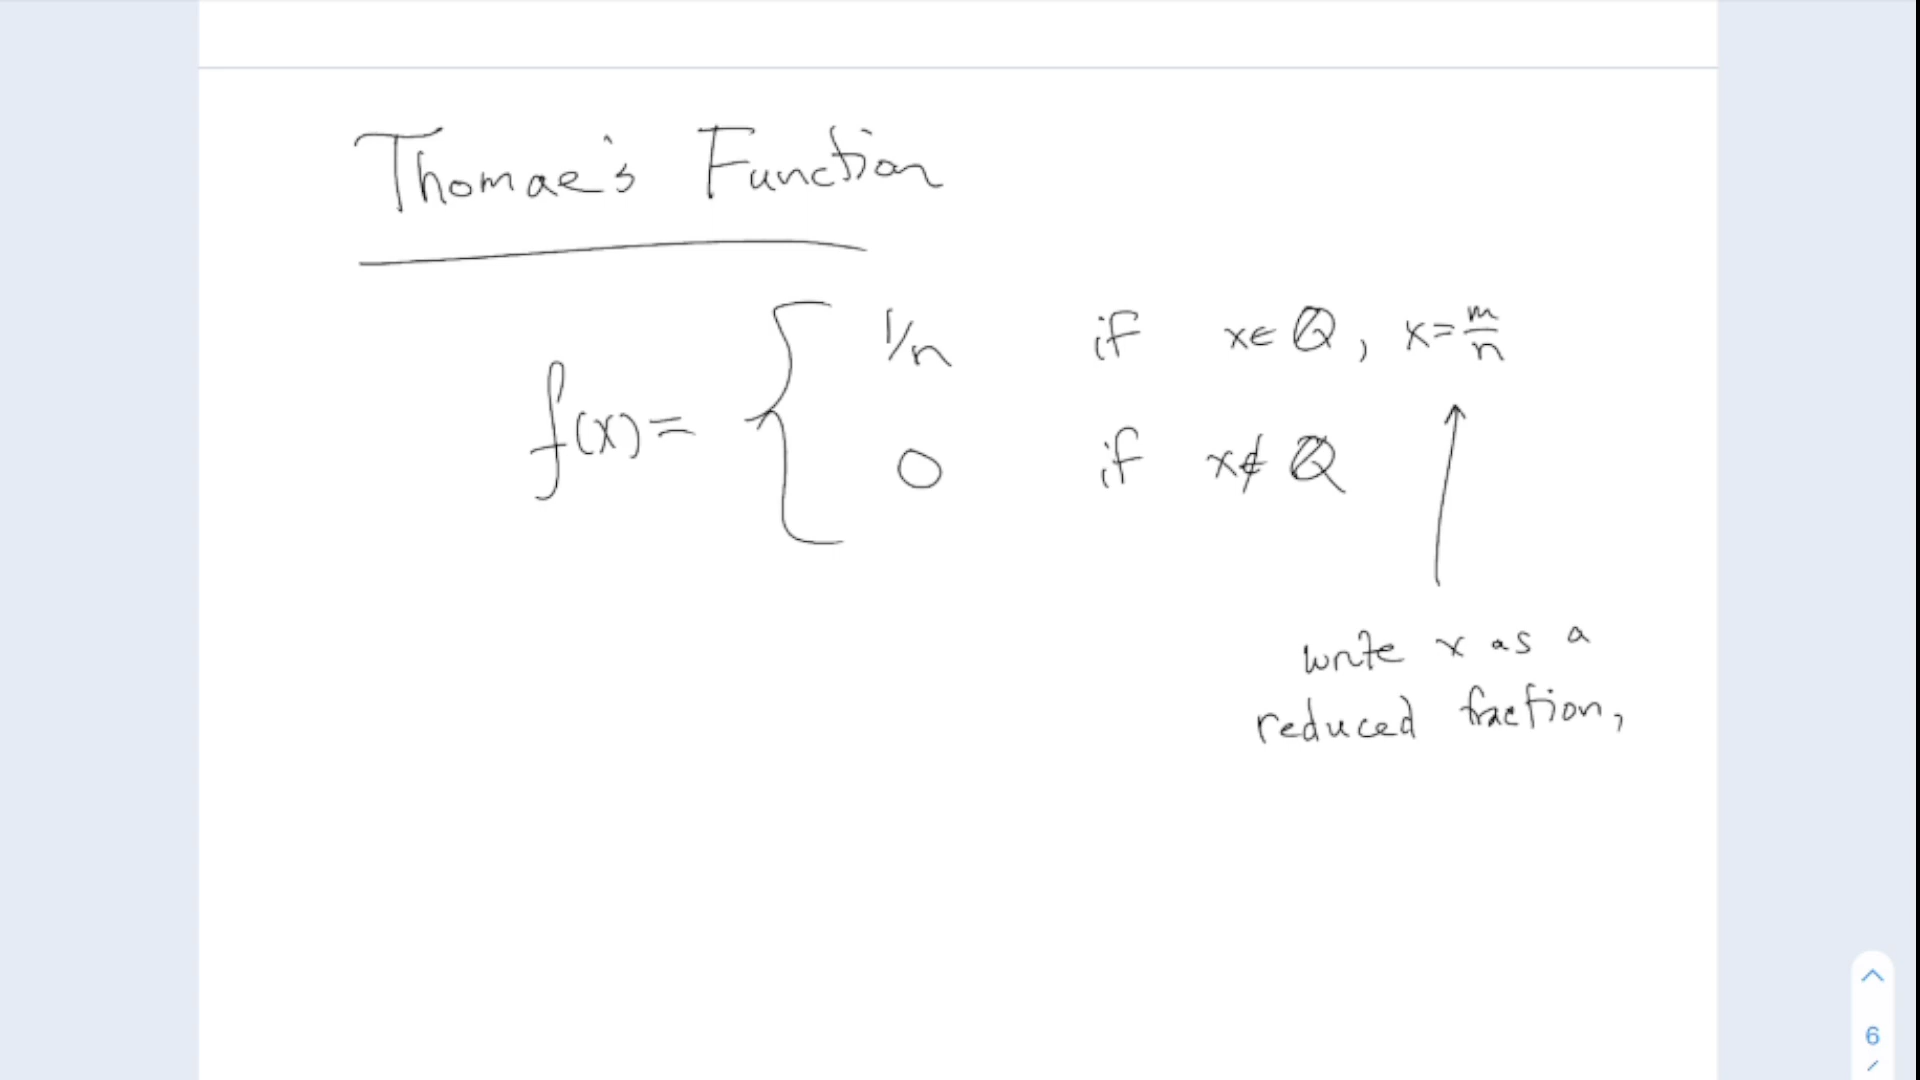 Thomae's Function
f(x) = { 1/n if x ∈ ℚ, x = m/n
0 if x ∉ ℚ
write x as a
reduced fraction,
6